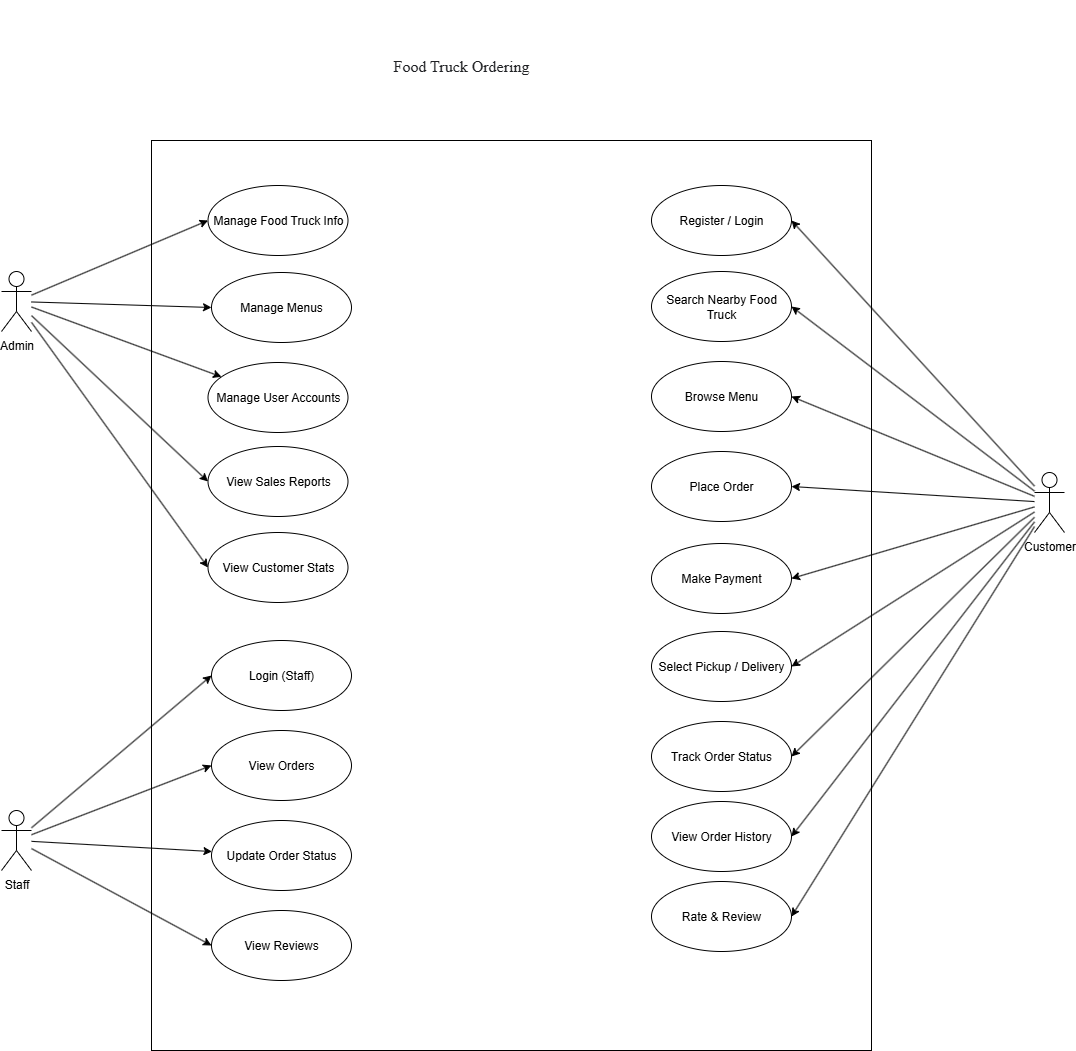 Food Truck Ordering
Manage Food Truck Info
Manage Menus
Manage User Accounts
View Sales Reports
View Customer Stats
Admin
Login (Staff)
View Orders
Update Order Status
View Reviews
Staff
Register / Login
Search Nearby Food
Truck
Browse Menu
Place Order
Make Payment
Select Pickup / Delivery
Track Order Status
View Order History
Rate & Review
Customer